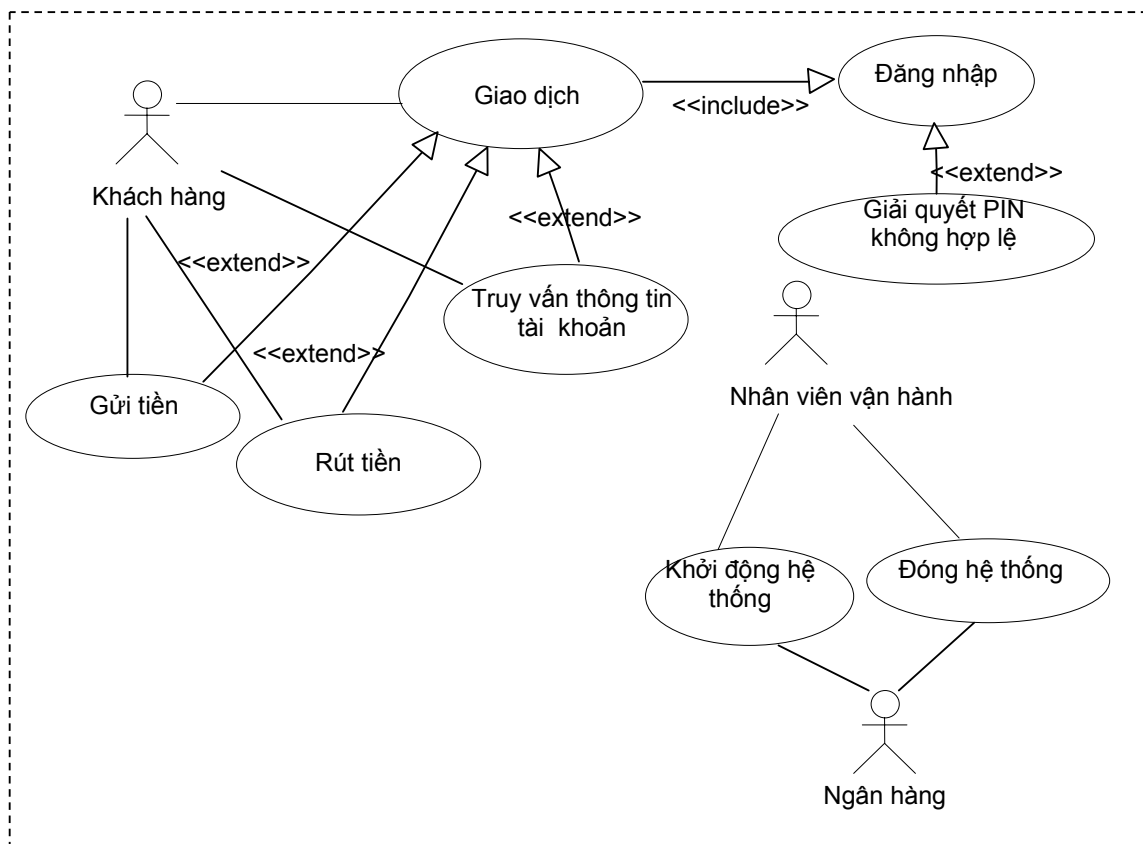 Giao dịch
Đăng nhập
<<include>>
Khách hàng
<<extend>>
<<extend>>
Giải quyết PIN
không hợp lệ
<<extend>>
Truy vấn thông tin
tài khoản
<<extend>>
Gửi tiền
Rút tiền
Nhân viên vận hành
Khởi động hệ
thống
Đóng hệ thống
Ngân hàng